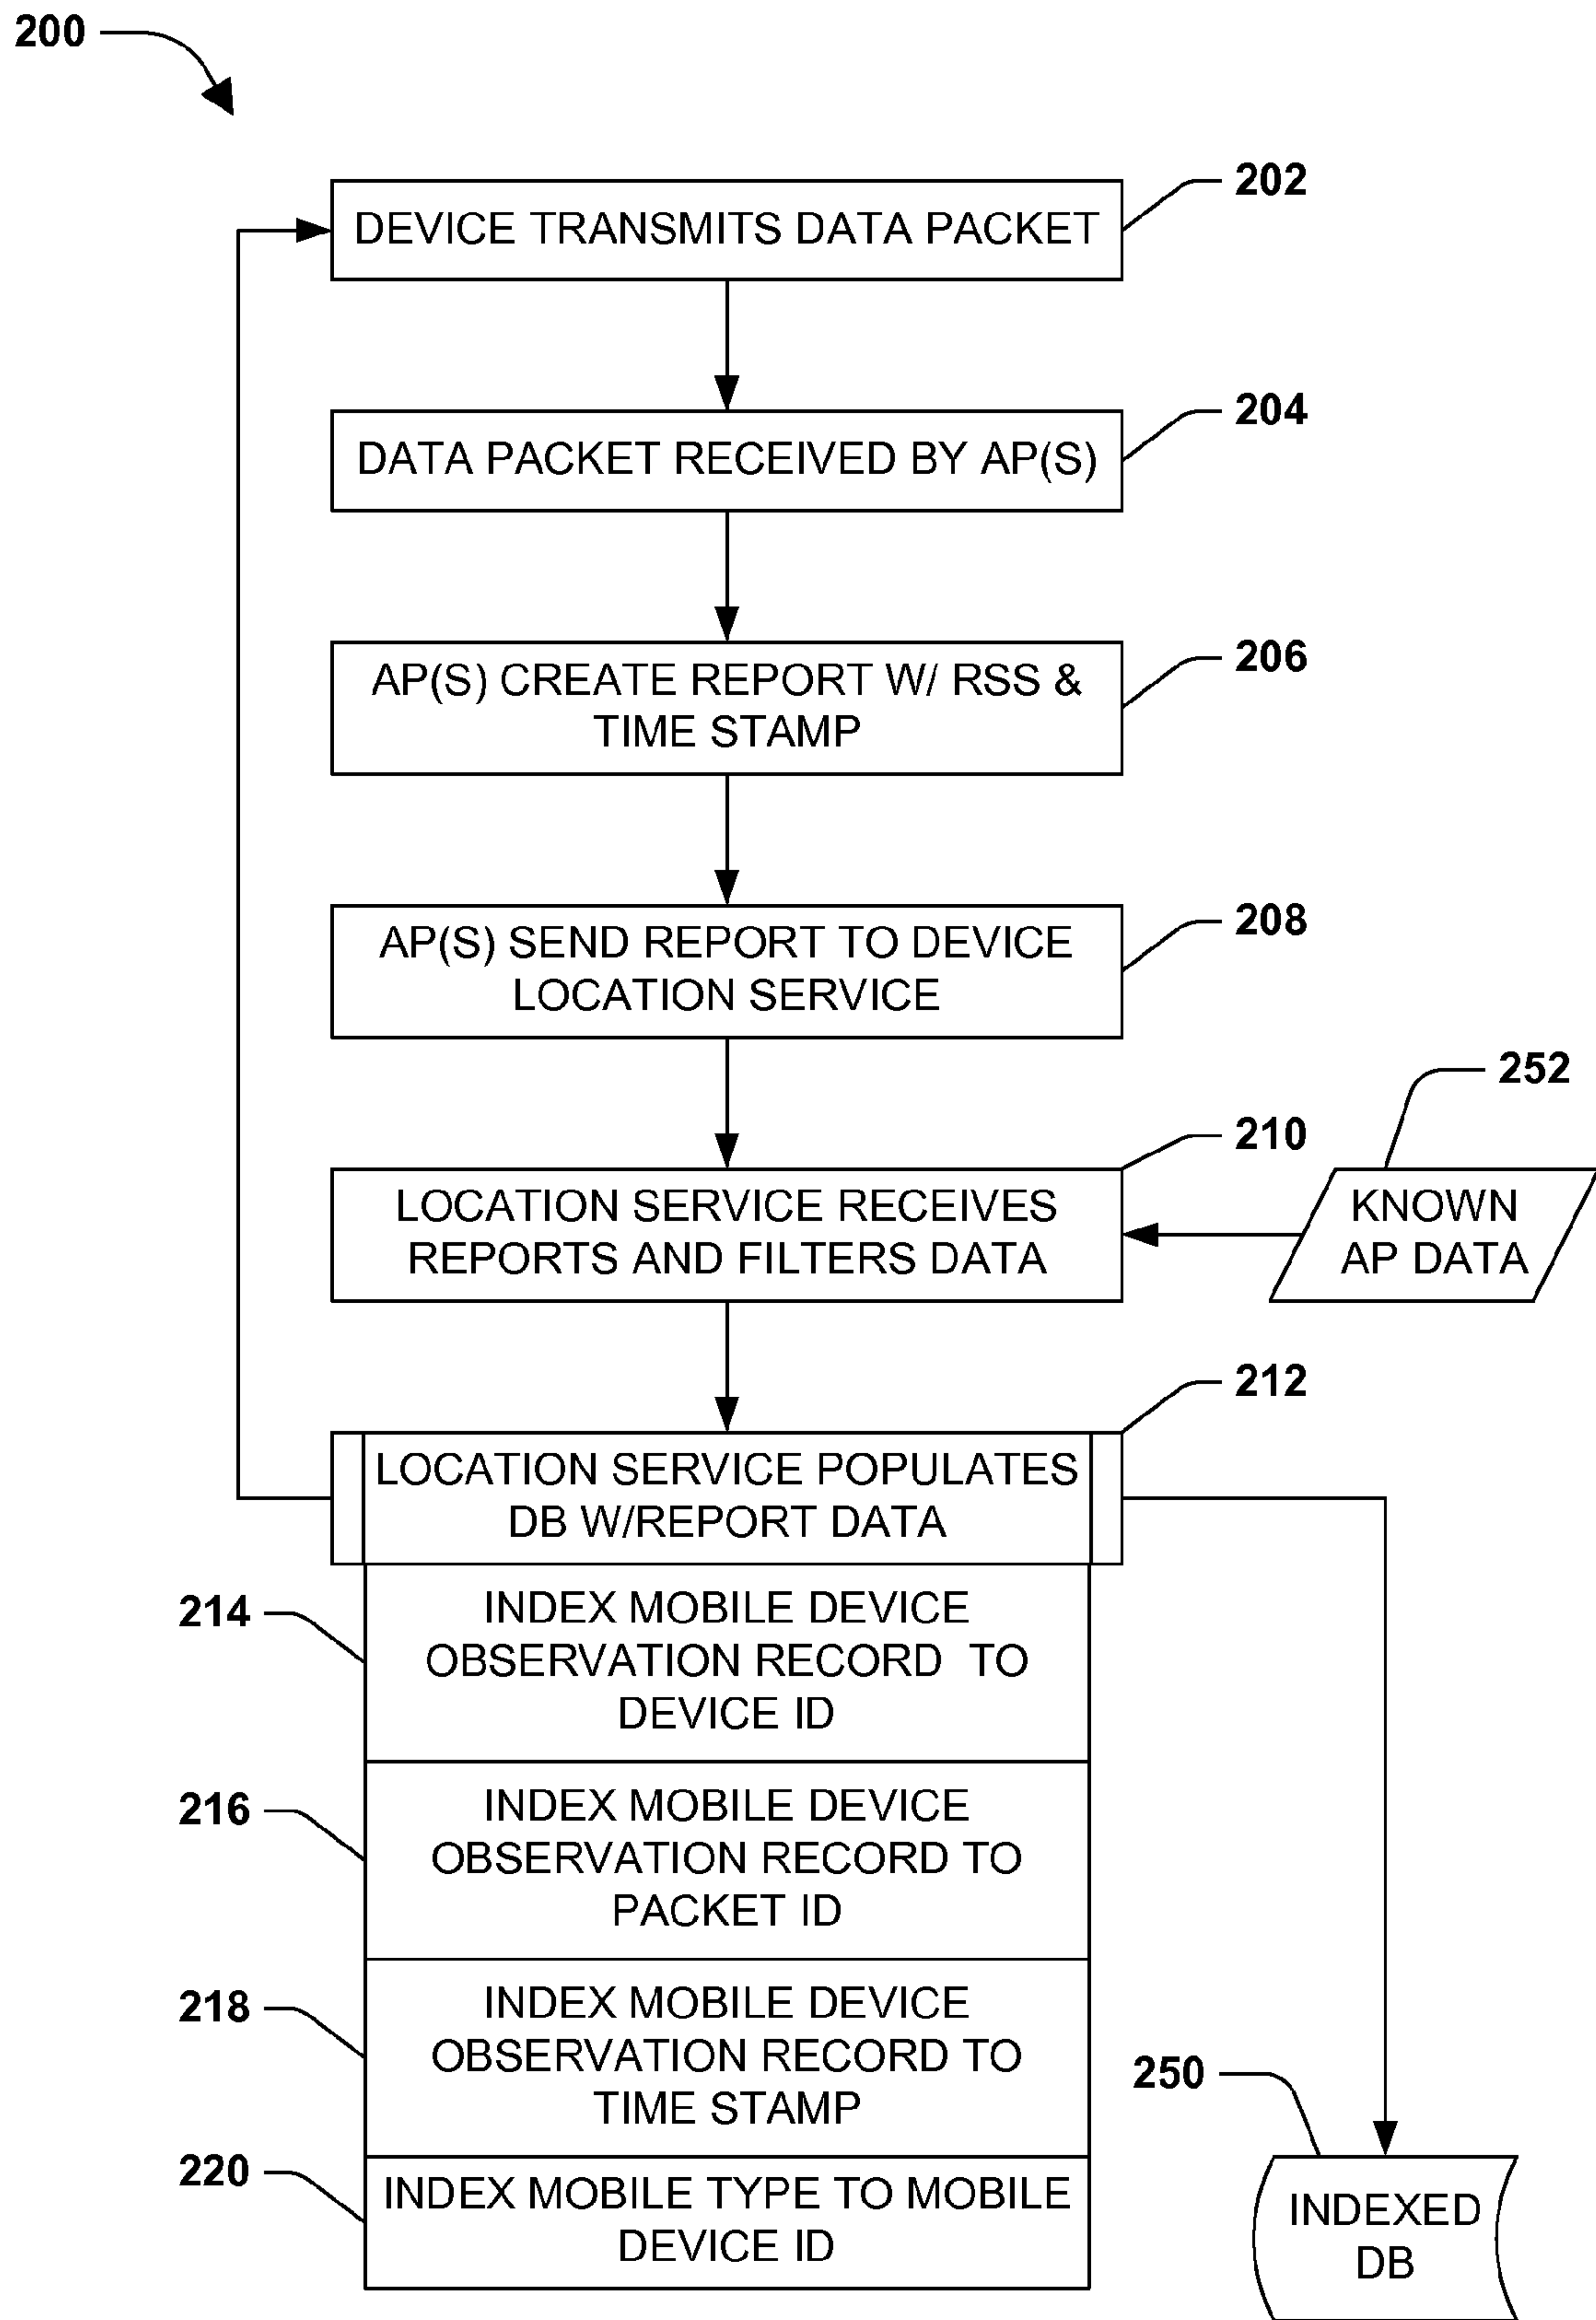 200
202
DEVICE TRANSMITS DATA PACKET
204
DATA PACKET RECEIVED BY AP(S)
206
AP(S) CREATE REPORT W/ RSS &
TIME STAMP
208
AP(S) SEND REPORT TO DEVICE
LOCATION SERVICE
252
210
LOCATION SERVICE RECEIVES
REPORTS AND FILTERS DATA
KNOWN
AP DATA
212
LOCATION SERVICE POPULATES
DB W/REPORT DATA
214
INDEX MOBILE DEVICE
OBSERVATION RECORD TO
DEVICE ID
216
INDEX MOBILE DEVICE
OBSERVATION RECORD TO
PACKET ID
218
INDEX MOBILE DEVICE
OBSERVATION RECORD TO
TIME STAMP
250
220
INDEX MOBILE TYPE TO MOBILE
DEVICE ID
INDEXED
DB